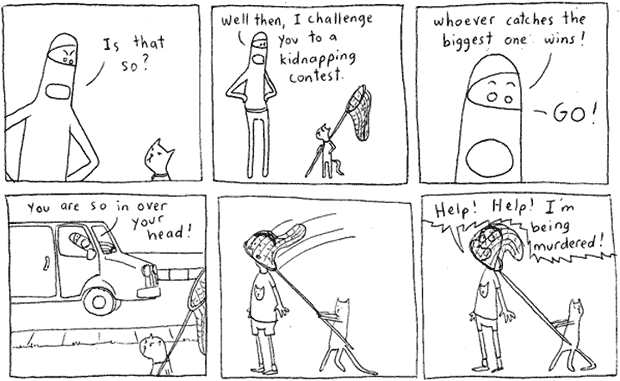 Is that
so?
Well then, I challenge
you to a
kidnapping
contest.
whoever catches the
biggest one wins!
GO!
You are so in over
your
head!
Help! Help! I'm
being
murdered!